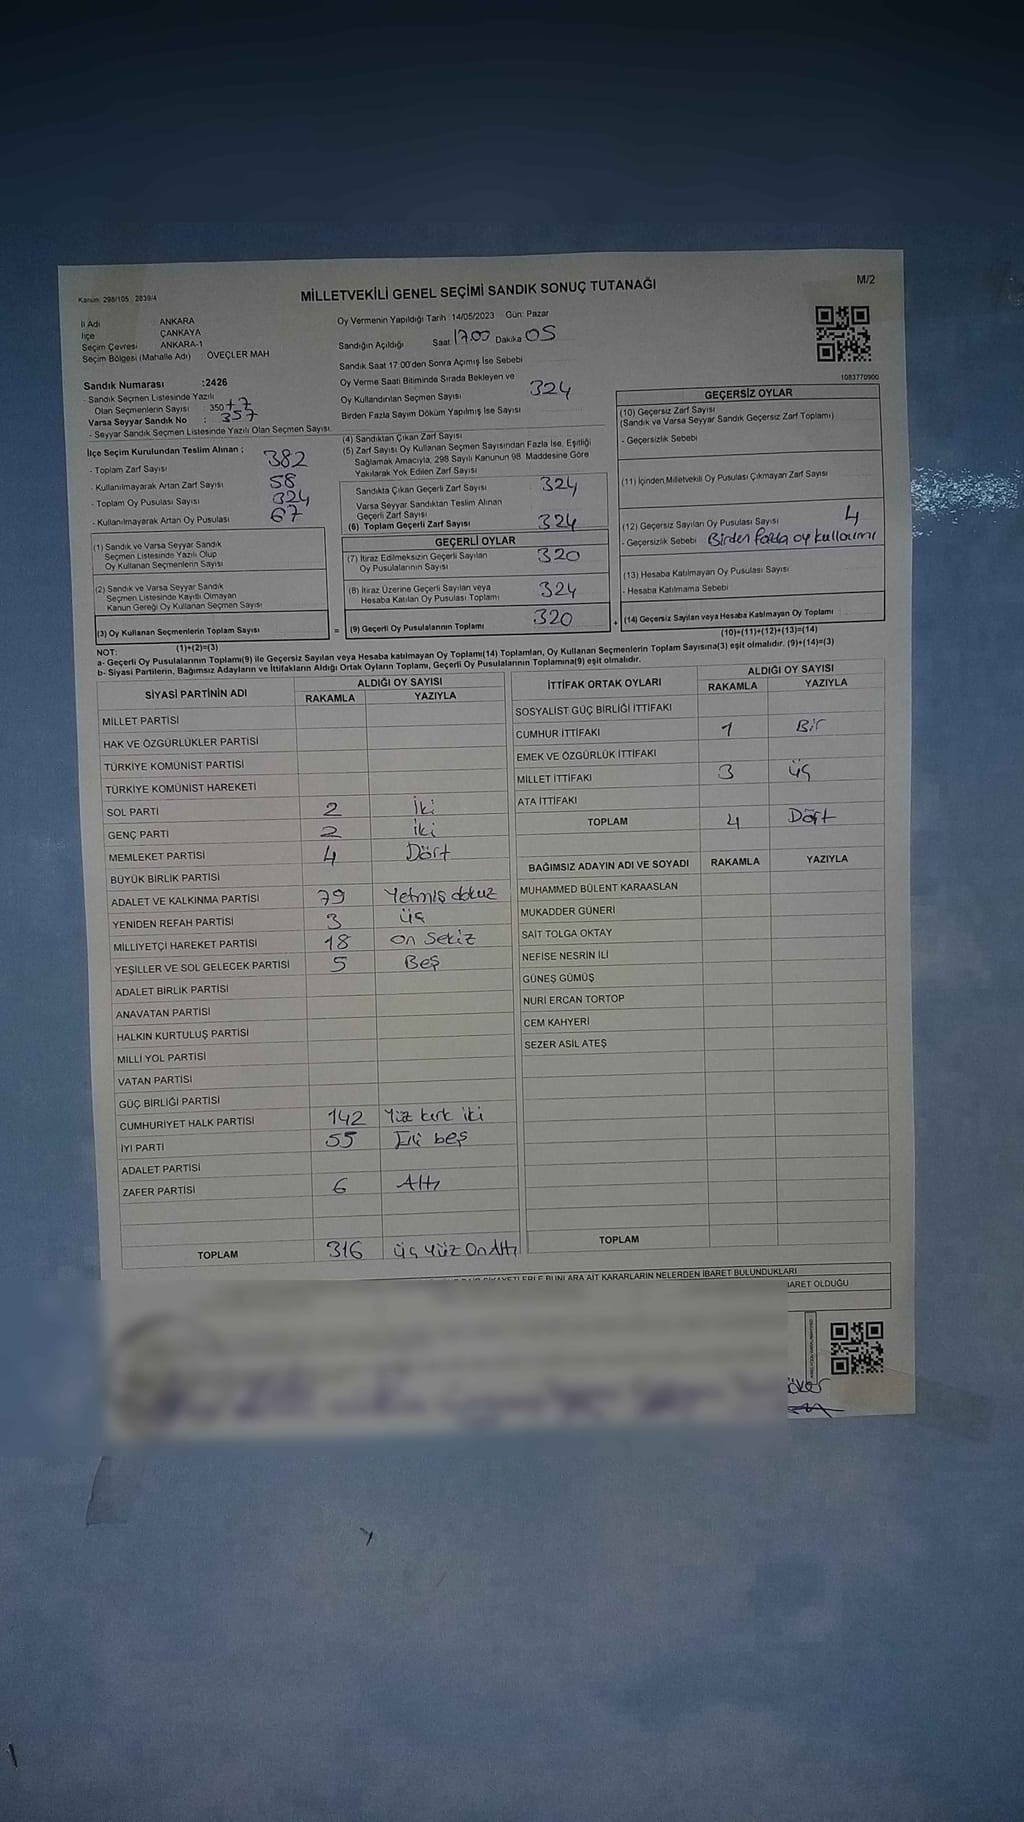 Kanun: 298/105, 2839/4
MİLLETVEKİLİ GENEL SEÇİMİ SANDIK SONUÇ TUTANAĞI
M/2
İl Adı ANKARA
İlçe ÇANKAYA
Seçim Çevresi ANKARA-1
Seçim Bölgesi (Mahalle Adı) : ÖVEÇLER MAH
Sandık Numarası :2426
- Sandık Seçmen Listesinde Yazılı
Olan Seçmenlerin Sayısı : 350 +7
Varsa Seyyar Sandık No : 357
- Seyyar Sandık Seçmen Listesinde Yazılı Olan Seçmen Sayısı:
İlçe Seçim Kurulundan Teslim Alınan ;
- Toplam Zarf Sayısı 382
- Kullanılmayarak Artan Zarf Sayısı 58
- Toplam Oy Pusulası Sayısı 324
- Kullanılmayarak Artan Oy Pusulası 67
(1) Sandık ve Varsa Seyyar Sandık
Seçmen Listesinde Yazılı Olup
Oy Kullanan Seçmenlerin Sayısı
(2) Sandık ve Varsa Seyyar Sandık
Seçmen Listesinde Kayıtlı Olmayan
Kanun Gereği Oy Kullanan Seçmen Sayısı
(3) Oy Kullanan Seçmenlerin Toplam Sayısı
(1)+(2)=(3)
Oy Vermenin Yapıldığı Tarih 14/05/2023 Gün: Pazar
Sandığın Açıldığı Saat 17.00 Dakika 05
Sandık Saat 17:00'den Sonra Açımış İse Sebebi
Oy Verme Saati Bitiminde Sırada Bekleyen ve
Oy Kullandırılan Seçmen Sayısı 324
Birden Fazla Sayım Döküm Yapılmış İse Sayısı
(4) Sandıktan Çıkan Zarf Sayısı
(5) Zarf Sayısı Oy Kullanan Seçmen Sayısından Fazla İse, Eşitliği
Sağlamak Amacıyla, 298 Sayılı Kanunun 98. Maddesine Göre
Yakılarak Yok Edilen Zarf Sayısı
Sandıkta Çıkan Geçerli Zarf Sayısı 324
Varsa Seyyar Sandıktan Teslim Alınan
Geçerli Zarf Sayısı
(6) Toplam Geçerli Zarf Sayısı 324
GEÇERLİ OYLAR
(7) İtiraz Edilmeksizin Geçerli Sayılan
Oy Pusulalarının Sayısı 320
(8) İtiraz Üzerine Geçerli Sayılan veya
Hesaba Katılan Oy Pusulası Toplamı 324
= (9) Geçerli Oy Pusulalarının Toplamı 320
1083770900
GEÇERSİZ OYLAR
(10) Geçersiz Zarf Sayısı
(Sandık ve Varsa Seyyar Sandık Geçersiz Zarf Toplamı)
- Geçersizlik Sebebi
(11) İçinden Milletvekili Oy Pusulası Çıkmayan Zarf Sayısı
(12) Geçersiz Sayılan Oy Pusulası Sayısı 4
- Geçersizlik Sebebi Birden fazla oy kullanımı
(13) Hesaba Katılmayan Oy Pusulası Sayısı
- Hesaba Katılmama Sebebi
+ (14) Geçersiz Sayılan veya Hesaba Katılmayan Oy Toplamı
(10)+(11)+(12)+(13)=(14)
NOT:
a- Geçerli Oy Pusulalarının Toplamı(9) ile Geçersiz Sayılan veya Hesaba katılmayan Oy Toplamı(14) Toplamları, Oy Kullanan Seçmenlerin Toplam Sayısına(3) eşit olmalıdır. (9)+(14)=(3)
b- Siyasi Partilerin, Bağımsız Adayların ve İttifakların Aldığı Ortak Oyların Toplamı, Geçerli Oy Pusulalarının Toplamına(9) eşit olmalıdır.
SİYASİ PARTİNİN ADI ALDIĞI OY SAYISI
RAKAMLA YAZIYLA
MİLLET PARTİSİ
HAK VE ÖZGÜRLÜKLER PARTİSİ
TÜRKİYE KOMÜNİST PARTİSİ
TÜRKİYE KOMÜNİST HAREKETİ
SOL PARTİ 2 İki
GENÇ PARTİ 2 iki
MEMLEKET PARTİSİ 4 Dört
BÜYÜK BİRLİK PARTİSİ
ADALET VE KALKINMA PARTİSİ 79 Yetmiş dokuz
YENİDEN REFAH PARTİSİ 3 üç
MİLLİYETÇİ HAREKET PARTİSİ 18 on sekiz
YEŞİLLER VE SOL GELECEK PARTİSİ 5 Beş
ADALET BİRLİK PARTİSİ
ANAVATAN PARTİSİ
HALKIN KURTULUŞ PARTİSİ
MİLLİ YOL PARTİSİ
VATAN PARTİSİ
GÜÇ BİRLİĞİ PARTİSİ
CUMHURİYET HALK PARTİSİ 142 Yüz kırk iki
İYİ PARTİ 55 Elli beş
ADALET PARTİSİ
ZAFER PARTİSİ 6 Altı
TOPLAM 316 üç yüz On Altı
İTTİFAK ORTAK OYLARI ALDIĞI OY SAYISI
RAKAMLA YAZIYLA
SOSYALİST GÜÇ BİRLİĞİ İTTİFAKI
CUMHUR İTTİFAKI 1 Bir
EMEK VE ÖZGÜRLÜK İTTİFAKI
MİLLET İTTİFAKI 3 üç
ATA İTTİFAKI
TOPLAM 4 Dört
BAĞIMSIZ ADAYIN ADI VE SOYADI RAKAMLA YAZIYLA
MUHAMMED BÜLENT KARAASLAN
MUKADDER GÜNERİ
SAİT TOLGA OKTAY
NEFİSE NESRİN İLİ
GÜNEŞ GÜMÜŞ
NURİ ERCAN TORTOP
CEM KAHYERİ
SEZER ASIL ATEŞ
TOPLAM
BUNLARA AİT KARARLARIN NELERDEN İBARET BULUNDUKLARI
BARET OLDUĞU